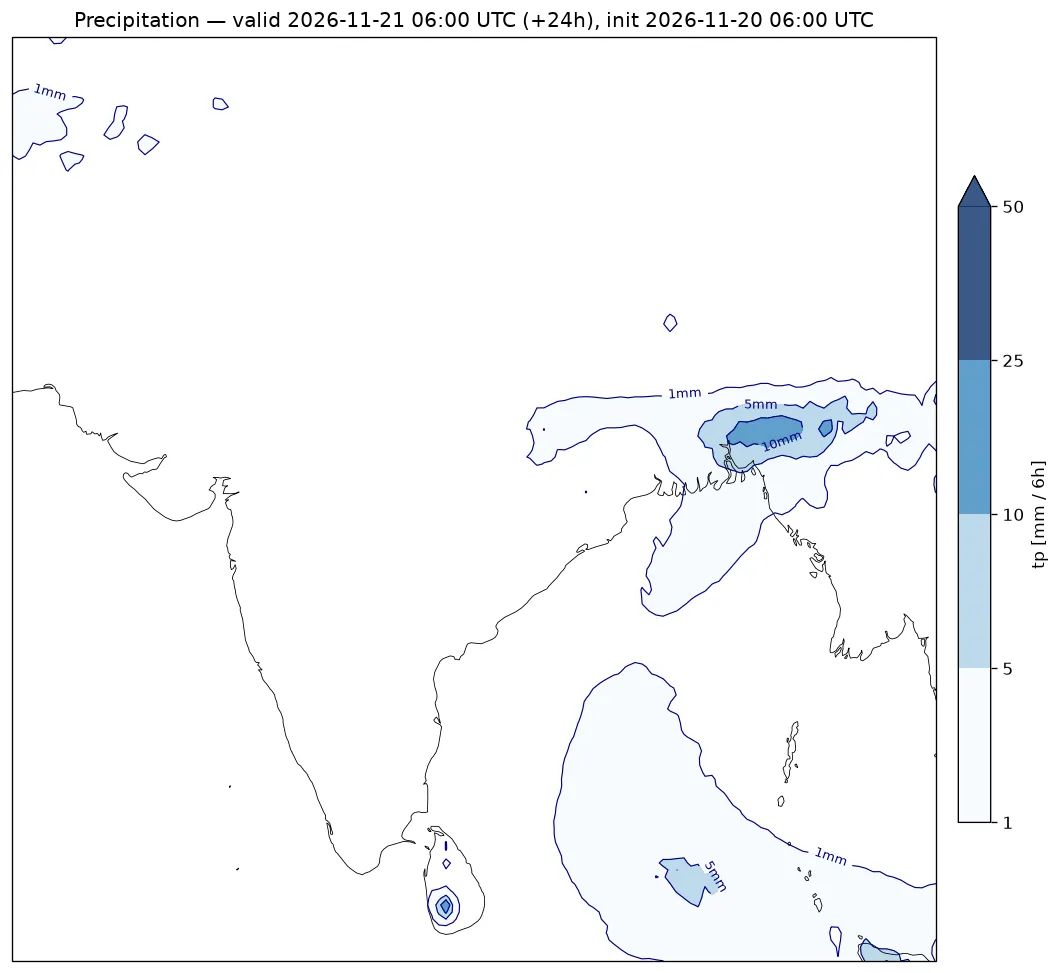 Precipitation — valid 2026-11-21 06:00 UTC (+24h), init 2026-11-20 06:00 UTC
1mm
1mm
5mm
10mm
5mm
1mm
50
25
10
5
1
tp [mm / 6h]